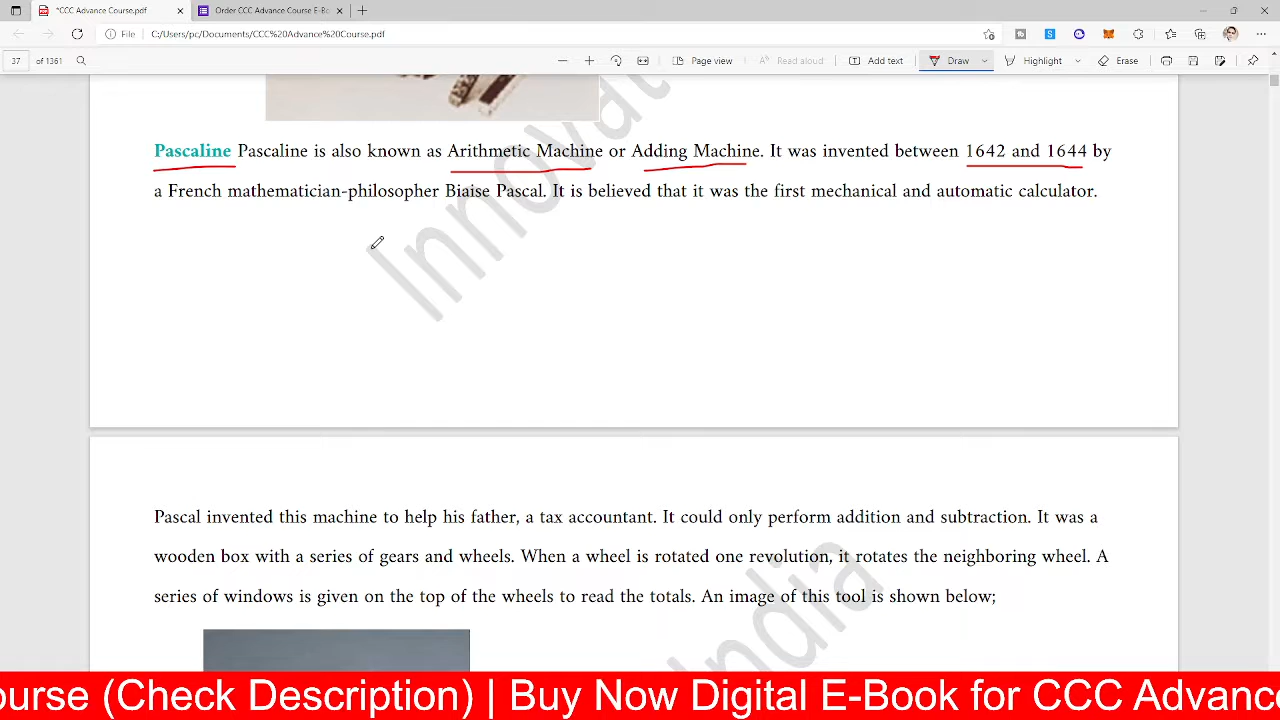 *CCC Advance Course.pdf
Order CCC Advance Course E-Bo
File
C:/Users/pc/Documents/CCC%20Advance%20Course.pdf
37 of 1361
Page view
Read aloud
Add text
Draw
Highlight
Erase
Pascaline Pascaline is also known as Arithmetic Machine or Adding Machine. It was invented between 1642 and 1644 by
a French mathematician-philosopher Biaise Pascal. It is believed that it was the first mechanical and automatic calculator.
Innovat
Pascal invented this machine to help his father, a tax accountant. It could only perform addition and subtraction. It was a
wooden box with a series of gears and wheels. When a wheel is rotated one revolution, it rotates the neighboring wheel. A
series of windows is given on the top of the wheels to read the totals. An image of this tool is shown below;
India
ourse (Check Description) | Buy Now Digital E-Book for CCC Advance